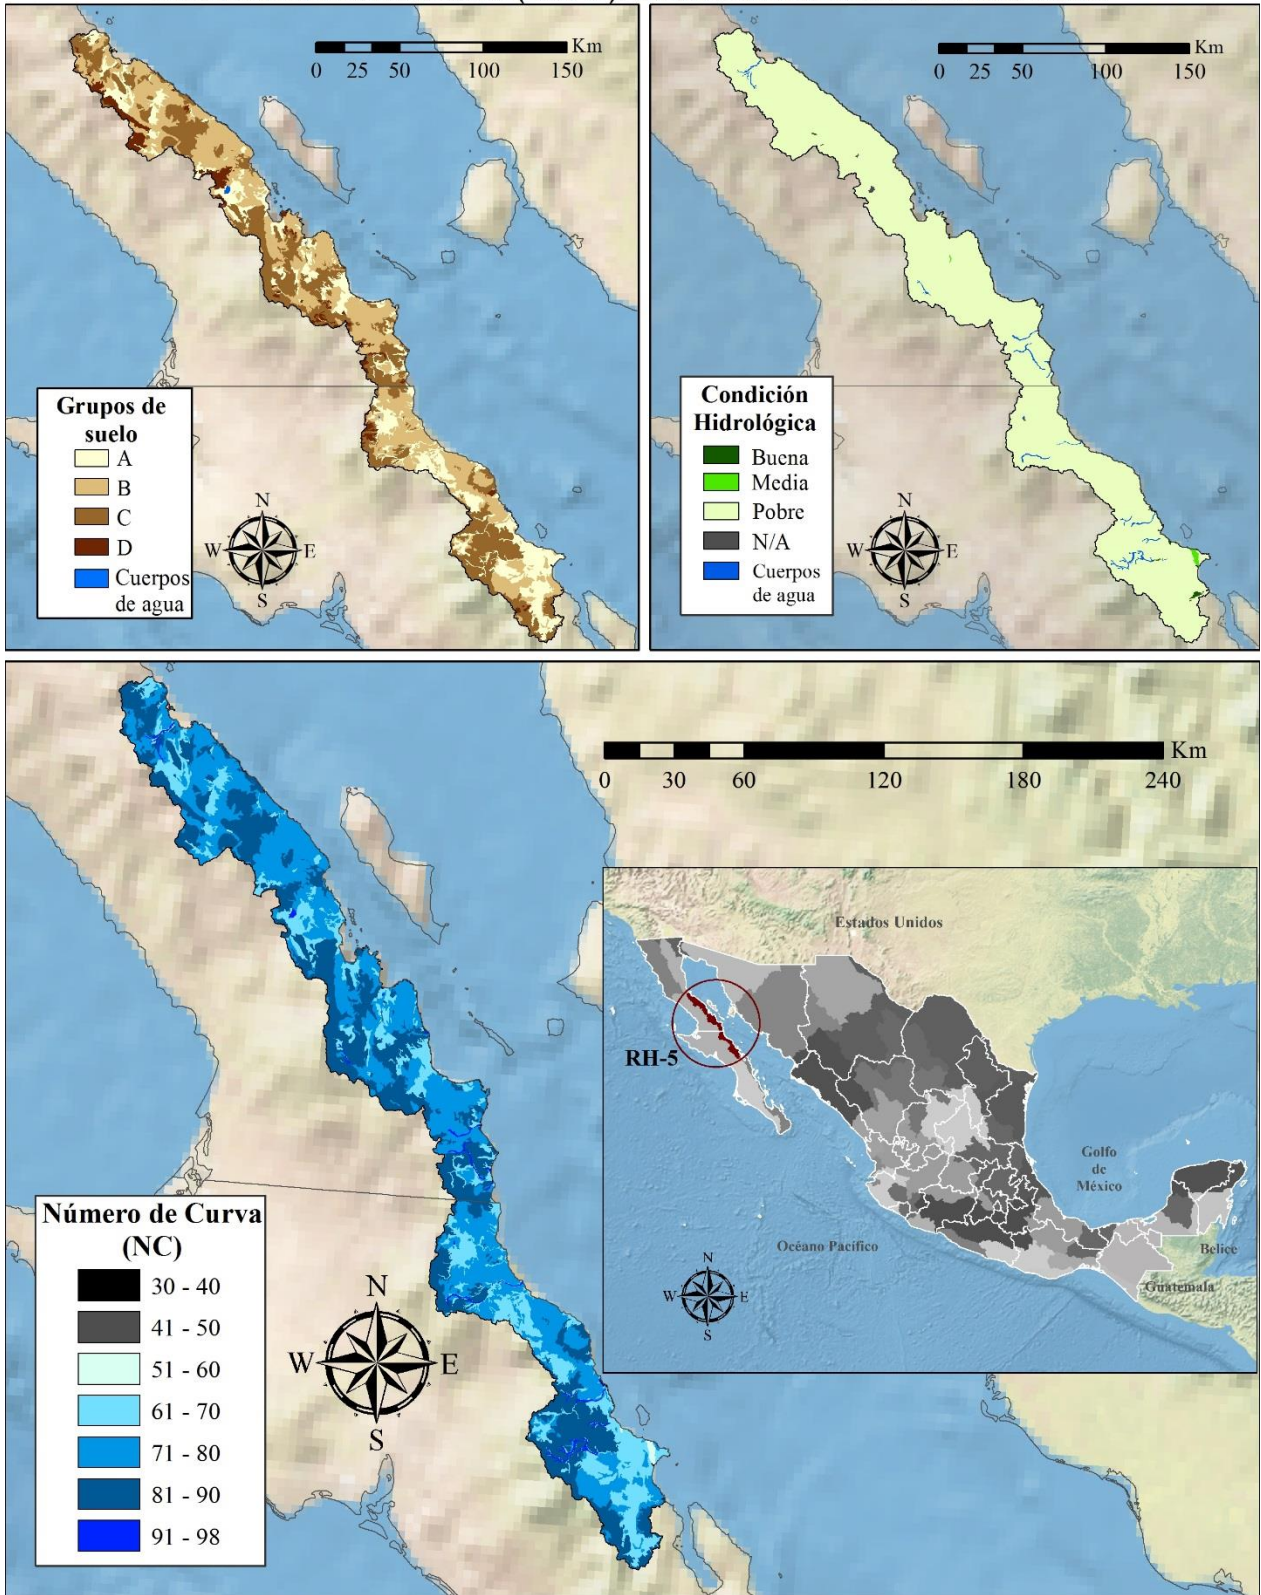 Km
0 25 50 100 150
Grupos de
suelo
A
B
C
D
Cuerpos
de agua
N
W E
S
Km
0 25 50 100 150
Condición
Hidrológica
Buena
Media
Pobre
N/A
Cuerpos
de agua
N
W E
S
Km
0 30 60 120 180 240
Estados Unidos
RH-5
Golfo
de
México
Océano Pacífico
Belice
Guatemala
N
W E
S
Número de Curva
(NC)
30 - 40
41 - 50
51 - 60
61 - 70
71 - 80
81 - 90
91 - 98
N
W E
S